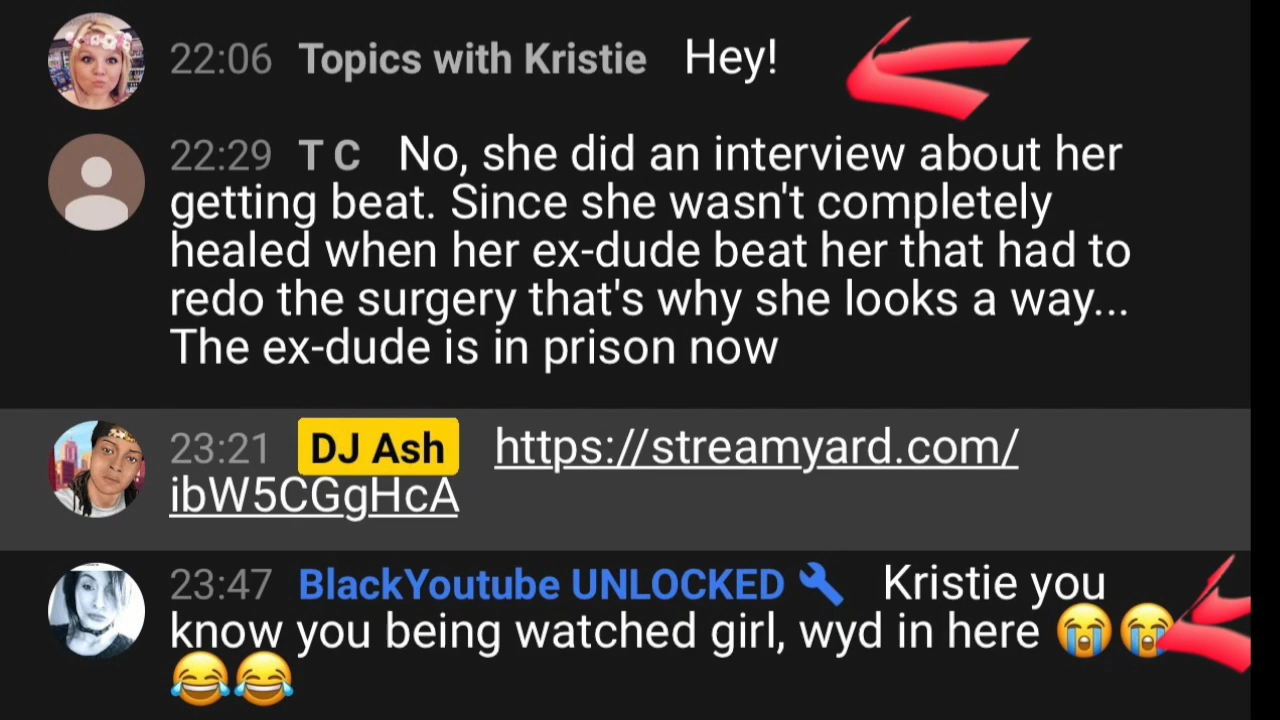 22:06 Topics with Kristie Hey!
22:29 T C No, she did an interview about her
getting beat. Since she wasn't completely
healed when her ex-dude beat her that had to
redo the surgery that's why she looks a way...
The ex-dude is in prison now
23:21 DJ Ash https://streamyard.com/
ibW5CGgHcA
23:47 BlackYoutube UNLOCKED 🔧 Kristie you
know you being watched girl, wyd in here 😭😭
😂😂